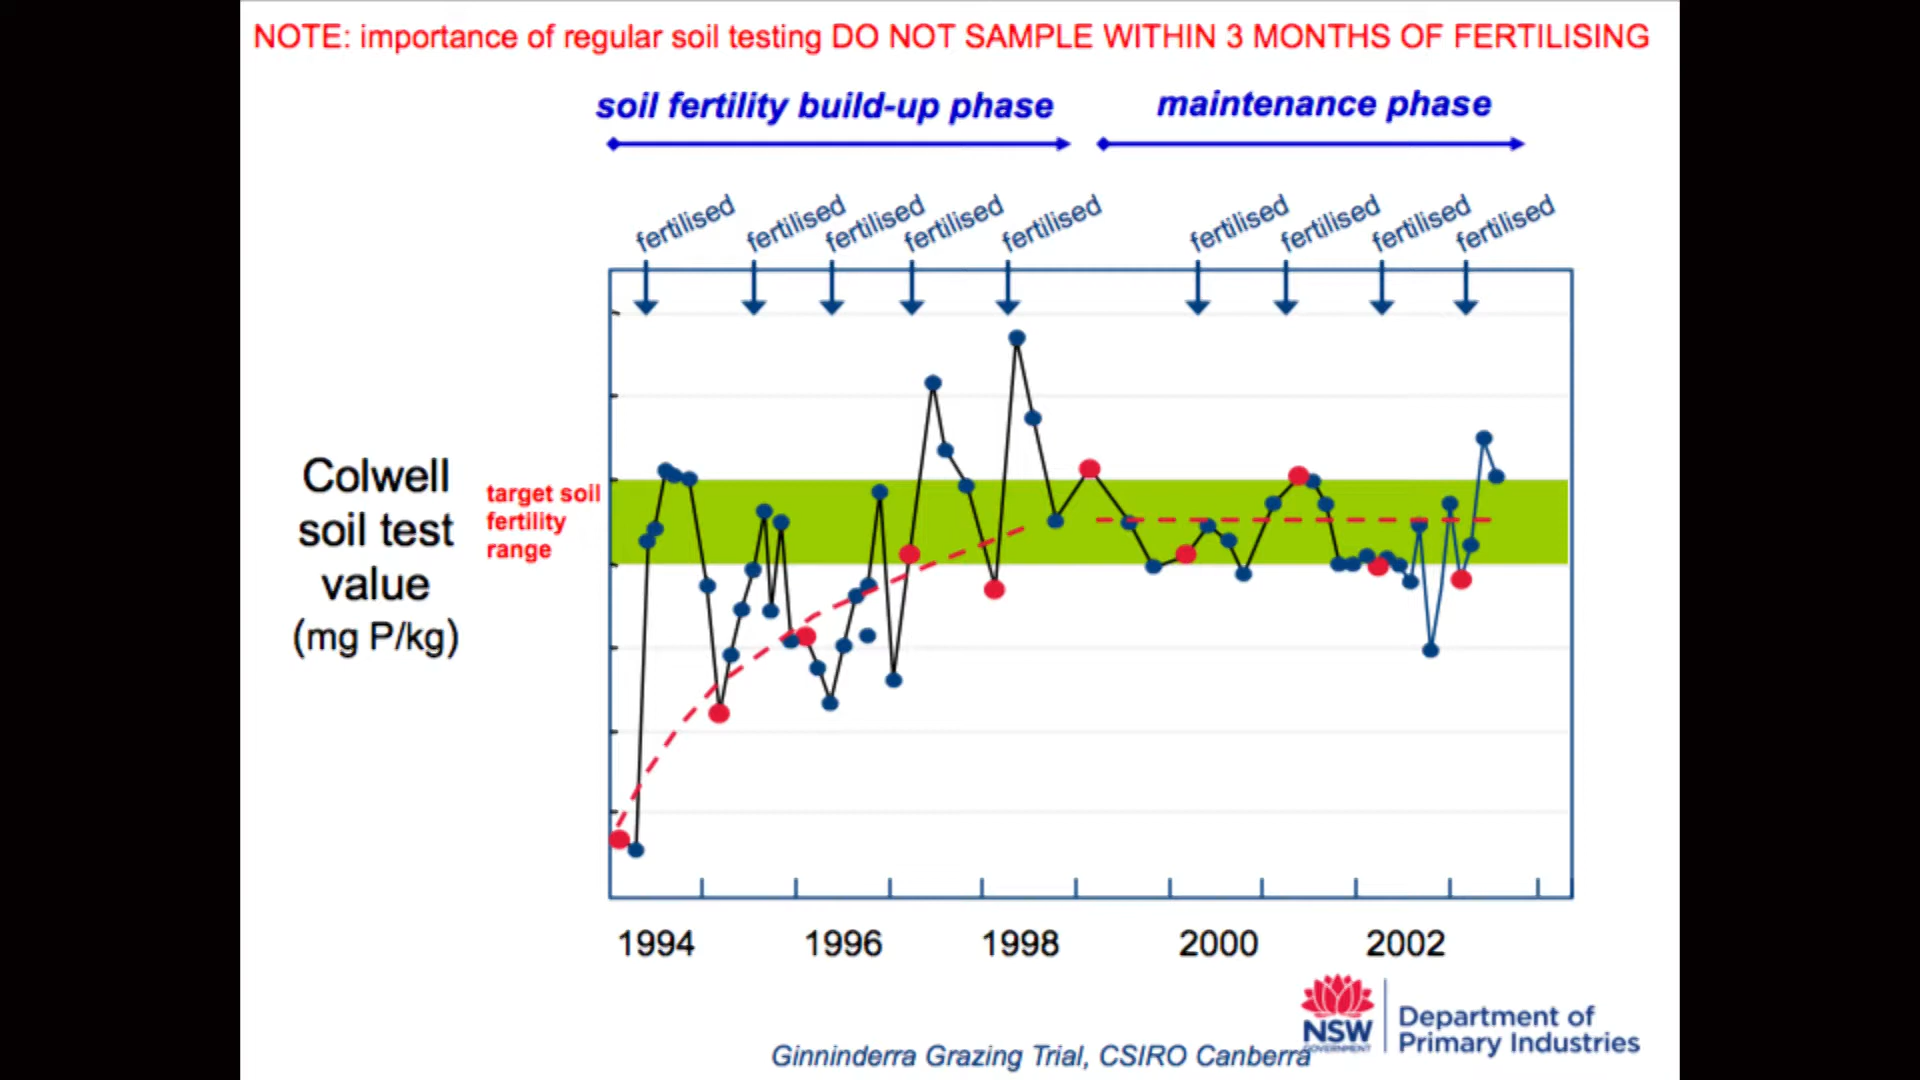 NOTE: importance of regular soil testing DO NOT SAMPLE WITHIN 3 MONTHS OF FERTILISING
soil fertility build-up phase
maintenance phase
fertilised
fertilised
fertilised
fertilised
fertilised
fertilised
fertilised
fertilised
fertilised
Colwell
soil test
value
(mg P/kg)
target soil
fertility
range
1994
1996
1998
2000
2002
NSW
GOVERNMENT
Department of
Primary Industries
Ginninderra Grazing Trial, CSIRO Canberra